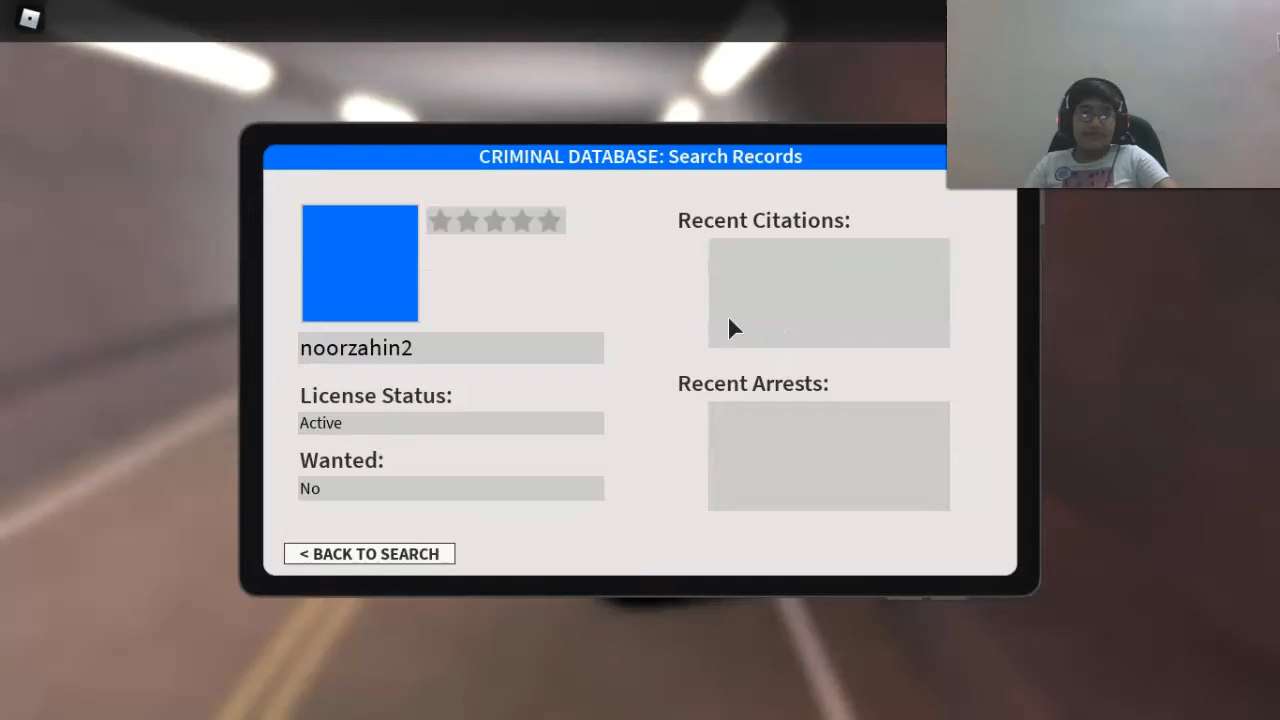 CRIMINAL DATABASE: Search Records
noorzahin2
License Status:
Active
Wanted:
No
< BACK TO SEARCH
Recent Citations:
Recent Arrests: